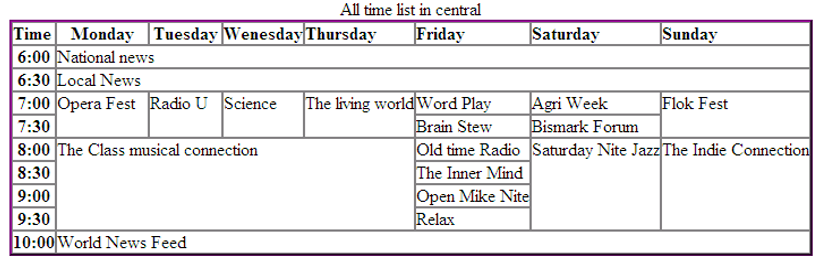 All time list in central
Time Monday Tuesday Wenesday Thursday Friday Saturday Sunday
6:00 National news
6:30 Local News
7:00 Opera Fest Radio U Science The living world Word Play Agri Week Flok Fest
7:30 Brain Stew Bismark Forum
8:00 The Class musical connection Old time Radio Saturday Nite Jazz The Indie Connection
8:30 The Inner Mind
9:00 Open Mike Nite
9:30 Relax
10:00 World News Feed